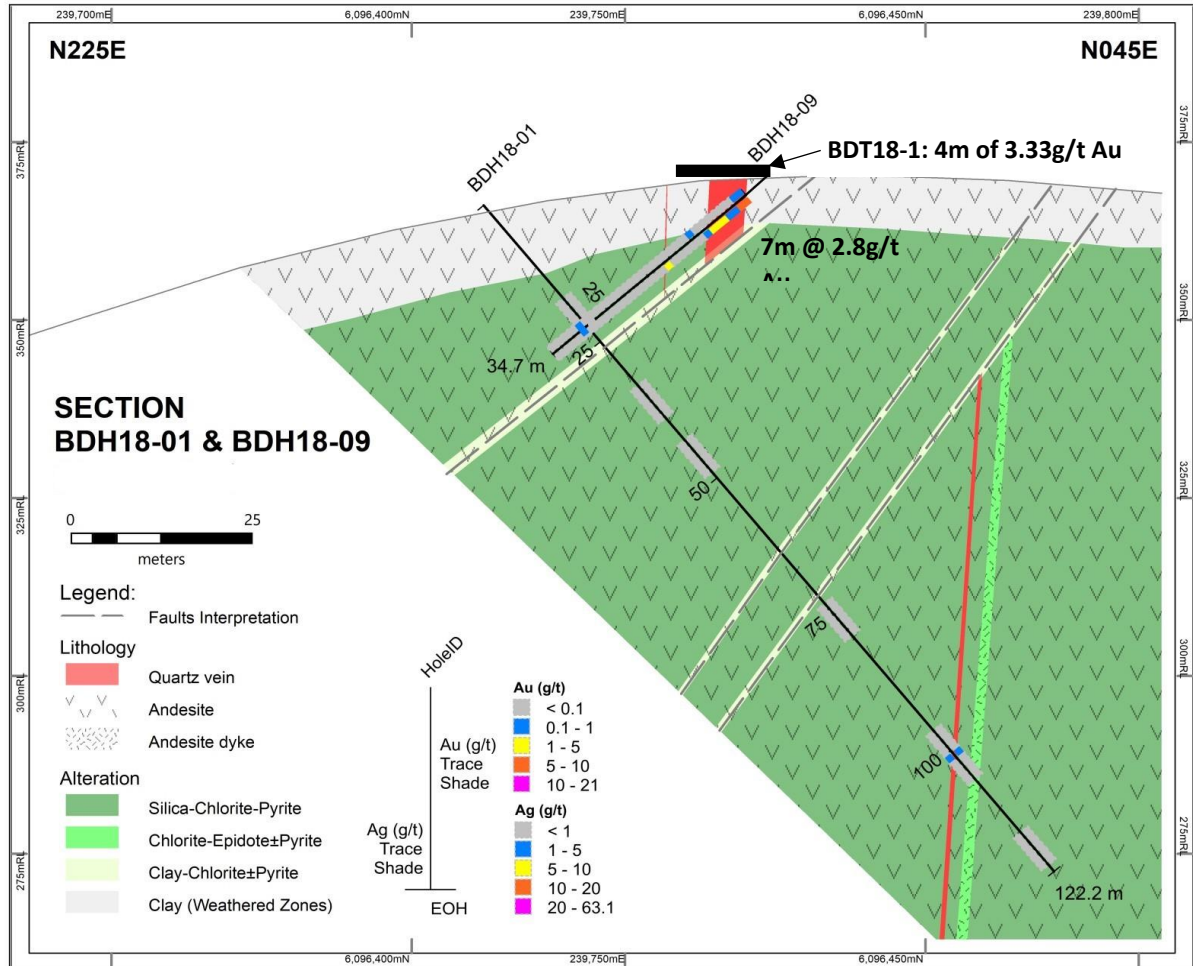 239,700mE
6,096,400mN
239,750mE
6,096,450mN
239,800mE
N225E
N045E
375mRL
375mRL
BDH18-01
BDH18-09
BDT18-1: 4m of 3.33g/t Au
7m @ 2.8g/t
350mRL
350mRL
25
25
34.7 m
SECTION
BDH18-01 & BDH18-09
50
325mRL
325mRL
0 25
meters
75
300mRL
300mRL
100
275mRL
275mRL
122.2 m
Legend:
Faults Interpretation
Lithology
Quartz vein
Andesite
Andesite dyke
Alteration
Silica-Chlorite-Pyrite
Chlorite-Epidote±Pyrite
Clay-Chlorite±Pyrite
Clay (Weathered Zones)
HoleID
Au (g/t)
Trace
Shade
Ag (g/t)
Trace
Shade
EOH
Au (g/t)
< 0.1
0.1 - 1
1 - 5
5 - 10
10 - 21
Ag (g/t)
< 1
1 - 5
5 - 10
10 - 20
20 - 63.1
6,096,400mN
239,750mE
6,096,450mN